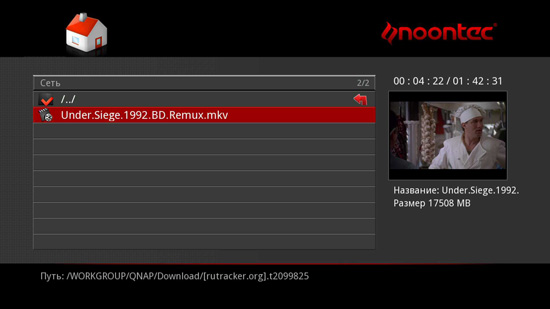 noontec
Сеть 2/2
00 : 04 : 22 / 01 : 42 : 31
/../
Under.Siege.1992.BD.Remux.mkv
Название: Under.Siege.1992.
Размер 17508 MB
Путь: /WORKGROUP/QNAP/Download/[rutracker.org].t2099825